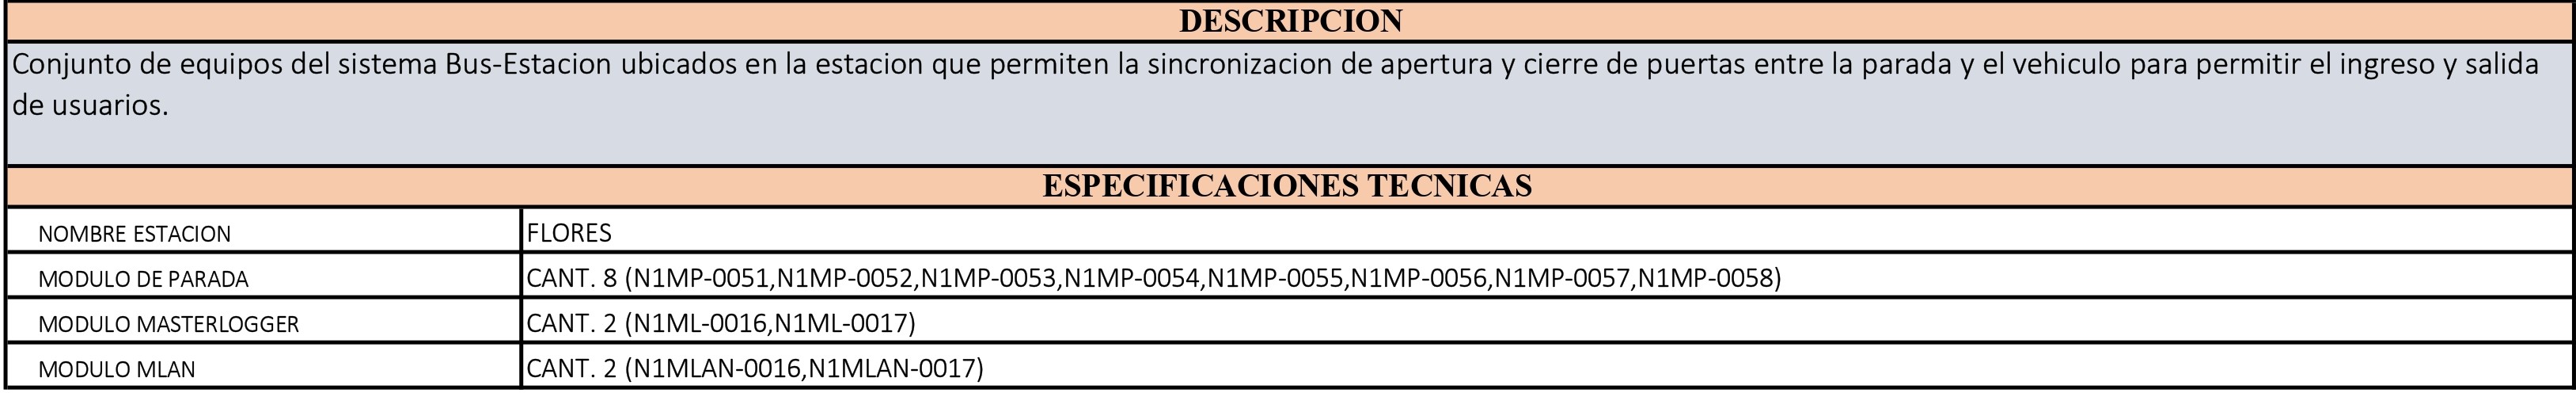 DESCRIPCION
Conjunto de equipos del sistema Bus-Estacion ubicados en la estacion que permiten la sincronizacion de apertura y cierre de puertas entre la parada y el vehiculo para permitir el ingreso y salida
de usuarios.
ESPECIFICACIONES TECNICAS
NOMBRE ESTACION FLORES
MODULO DE PARADA CANT. 8 (N1MP-0051,N1MP-0052,N1MP-0053,N1MP-0054,N1MP-0055,N1MP-0056,N1MP-0057,N1MP-0058)
MODULO MASTERLOGGER CANT. 2 (N1ML-0016,N1ML-0017)
MODULO MLAN CANT. 2 (N1MLAN-0016,N1MLAN-0017)